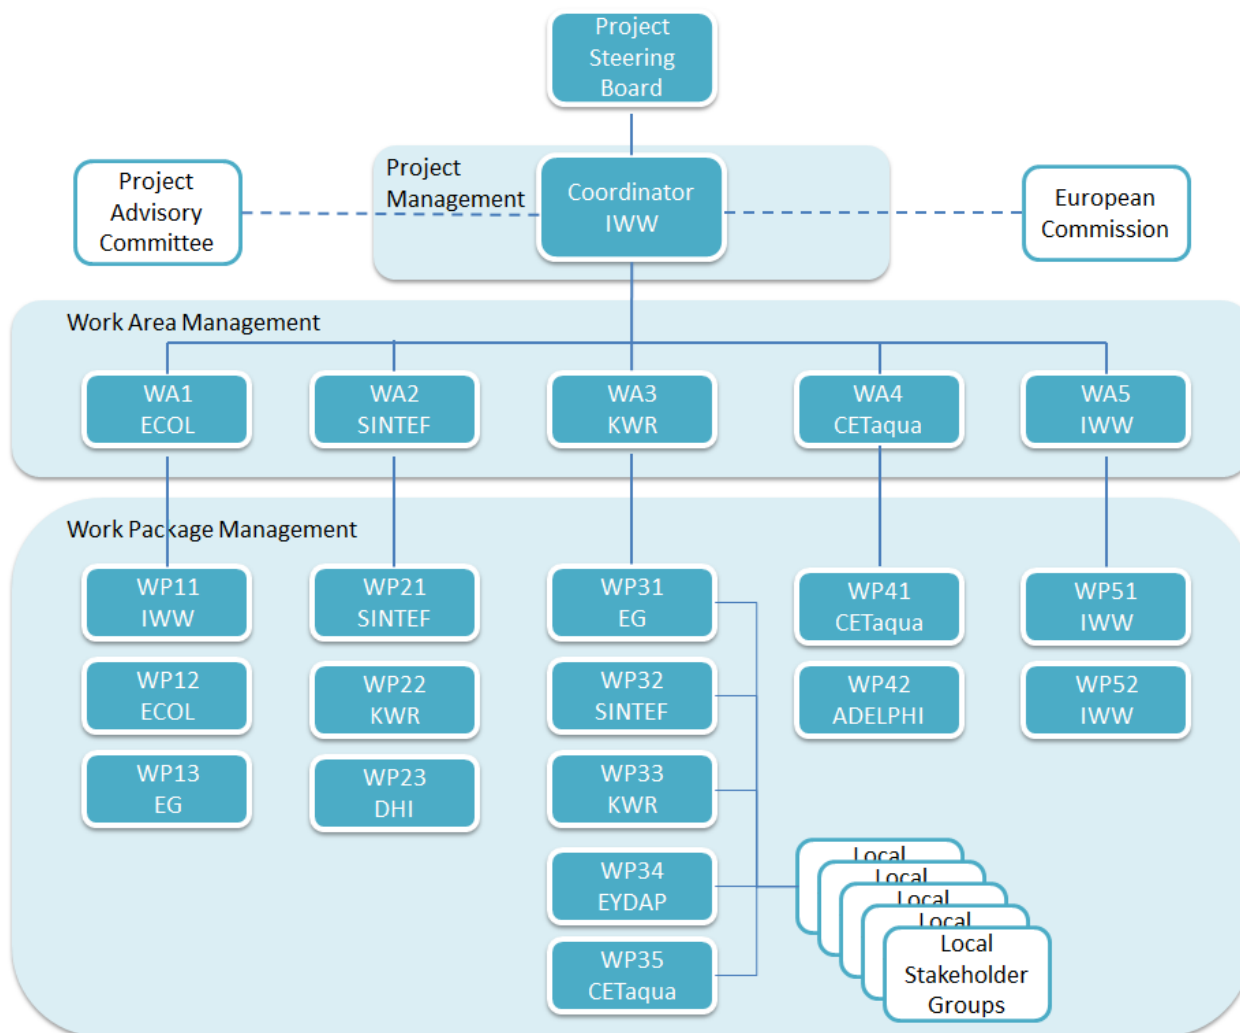 Project
Steering
Board
Project
Management
Coordinator
IWW
Project
Advisory
Committee
European
Commission
Work Area Management
WA1
ECOL
WA2
SINTEF
WA3
KWR
WA4
CETaqua
WA5
IWW
Work Package Management
WP11
IWW
WP12
ECOL
WP13
EG
WP21
SINTEF
WP22
KWR
WP23
DHI
WP31
EG
WP32
SINTEF
WP33
KWR
WP34
EYDAP
WP35
CETaqua
WP41
CETaqua
WP42
ADELPHI
WP51
IWW
WP52
IWW
Local
Local
Local
Local
Local
Stakeholder
Groups